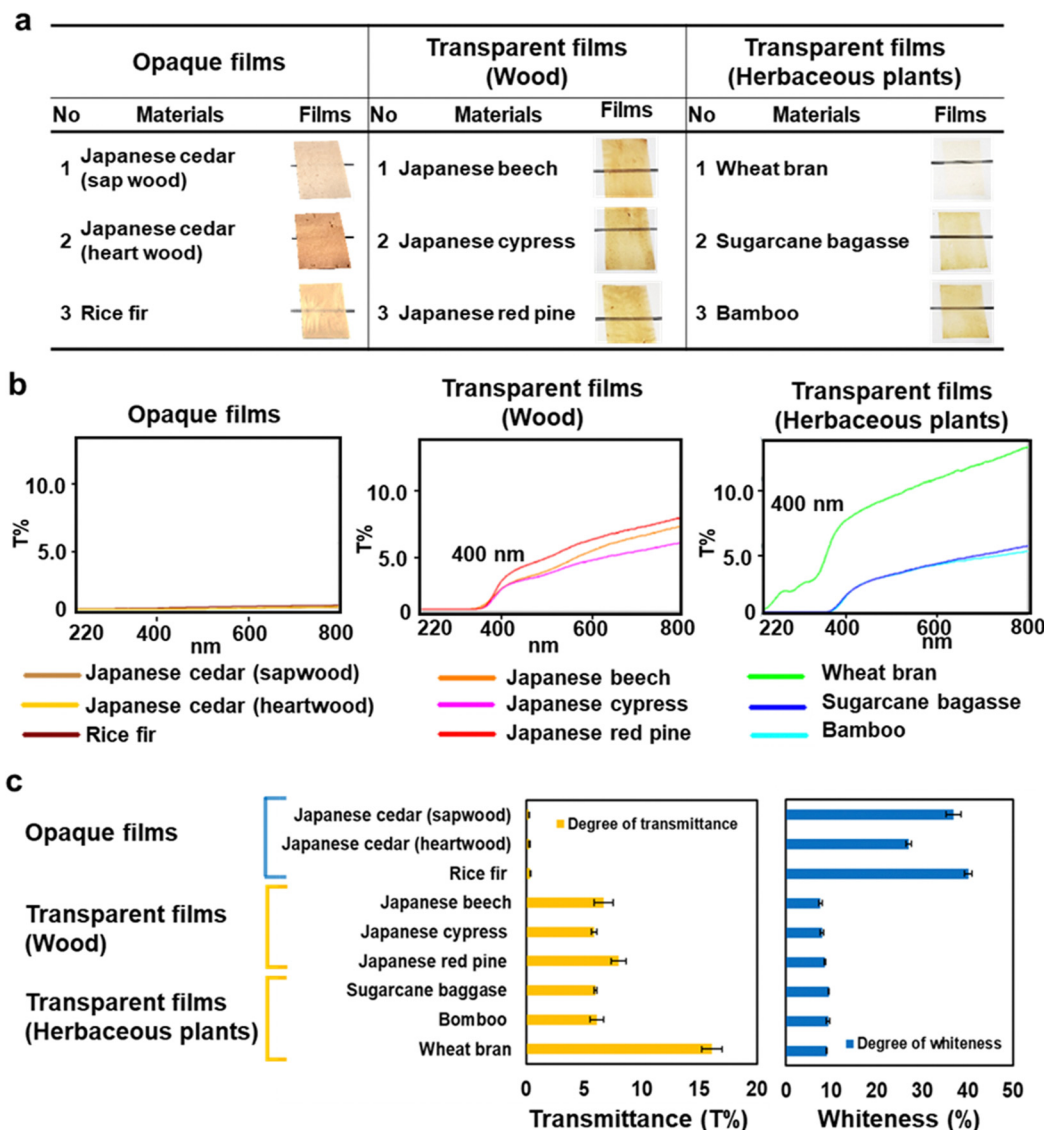 a
Opaque films
Transparent films
(Wood)
Transparent films
(Herbaceous plants)
No Materials Films
No Materials Films
No Materials Films
1 Japanese cedar
(sap wood)
1 Japanese beech
1 Wheat bran
2 Japanese cedar
(heart wood)
2 Japanese cypress
2 Sugarcane bagasse
3 Rice fir
3 Japanese red pine
3 Bamboo
b
Opaque films
T%
10.0
5.0
0
220 400 600 800
nm
Japanese cedar (sapwood)
Japanese cedar (heartwood)
Rice fir
Transparent films
(Wood)
T%
10.0
5.0
0
400 nm
220 400 600 800
nm
Japanese beech
Japanese cypress
Japanese red pine
Transparent films
(Herbaceous plants)
T%
10.0
5.0
0
400 nm
220 400 600 800
nm
Wheat bran
Sugarcane bagasse
Bamboo
c
Opaque films
Transparent films
(Wood)
Transparent films
(Herbaceous plants)
Japanese cedar (sapwood)
Japanese cedar (heartwood)
Rice fir
Japanese beech
Japanese cypress
Japanese red pine
Sugarcane baggase
Bomboo
Wheat bran
Degree of transmittance
0 5 10 15 20
Transmittance (T%)
Degree of whiteness
0 10 20 30 40 50
Whiteness (%)